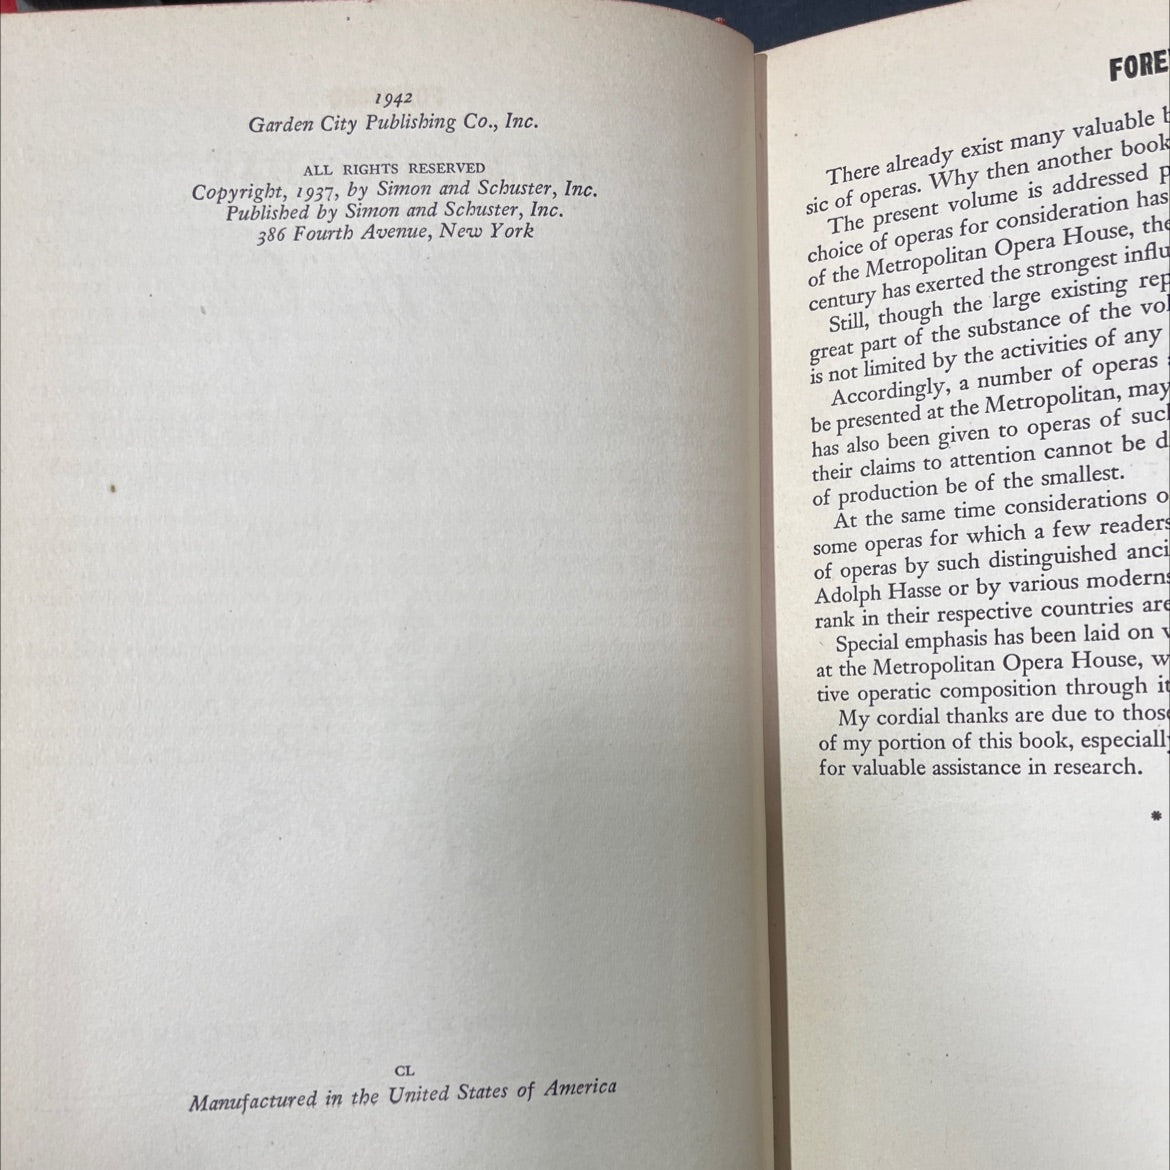 1942
Garden City Publishing Co., Inc.
ALL RIGHTS RESERVED
Copyright, 1937, by Simon and Schuster, Inc.
Published by Simon and Schuster, Inc.
386 Fourth Avenue, New York
CL
Manufactured in the United States of America
FORE
There already exist many valuable b
sic of operas. Why then another book
The present volume is addressed p
choice of operas for consideration has
of the Metropolitan Opera House, the
century has exerted the strongest influ
Still, though the large existing rep
great part of the substance of the vol
is not limited by the activities of any
Accordingly, a number of operas
be presented at the Metropolitan, may
has also been given to operas of such
their claims to attention cannot be d
of production be of the smallest.
At the same time considerations o
some operas for which a few readers
of operas by such distinguished anci
Adolph Hasse or by various moderns
rank in their respective countries are
Special emphasis has been laid on
at the Metropolitan Opera House, w
tive operatic composition through it
My cordial thanks are due to those
of my portion of this book, especially
for valuable assistance in research.
*